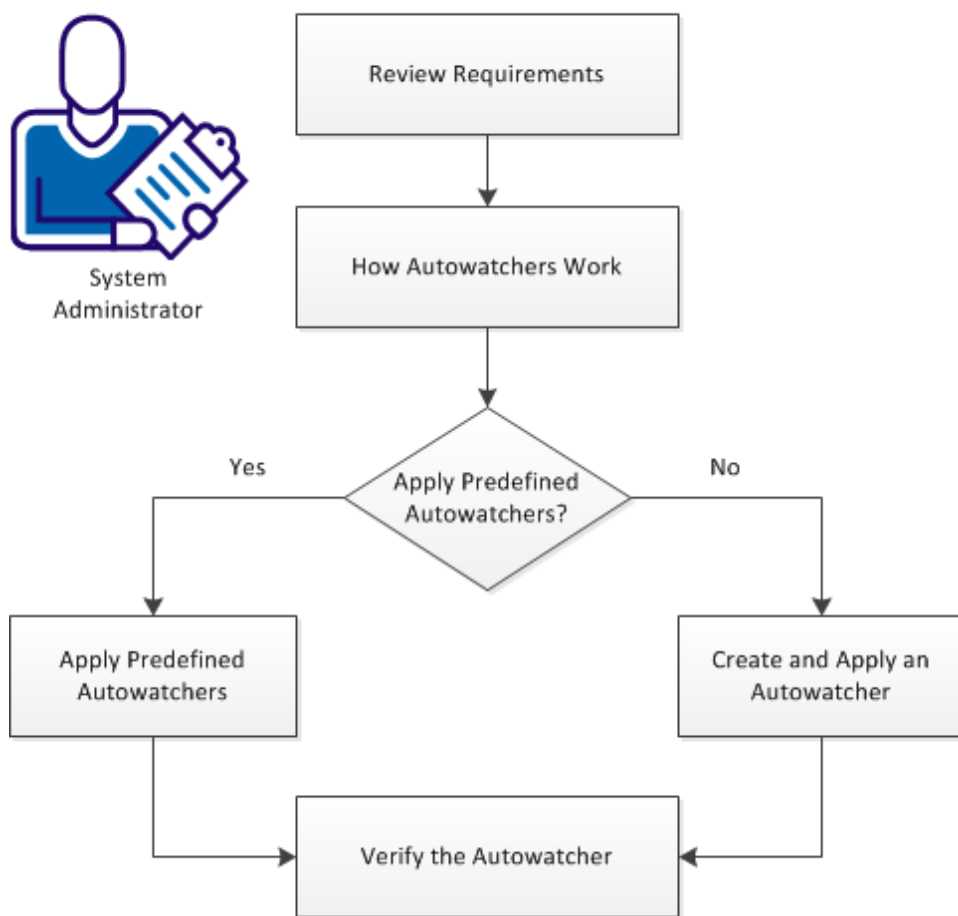 Review Requirements
How Autowatchers Work
System
Administrator
Apply Predefined
Autowatchers?
Yes
No
Apply Predefined
Autowatchers
Create and Apply an
Autowatcher
Verify the Autowatcher